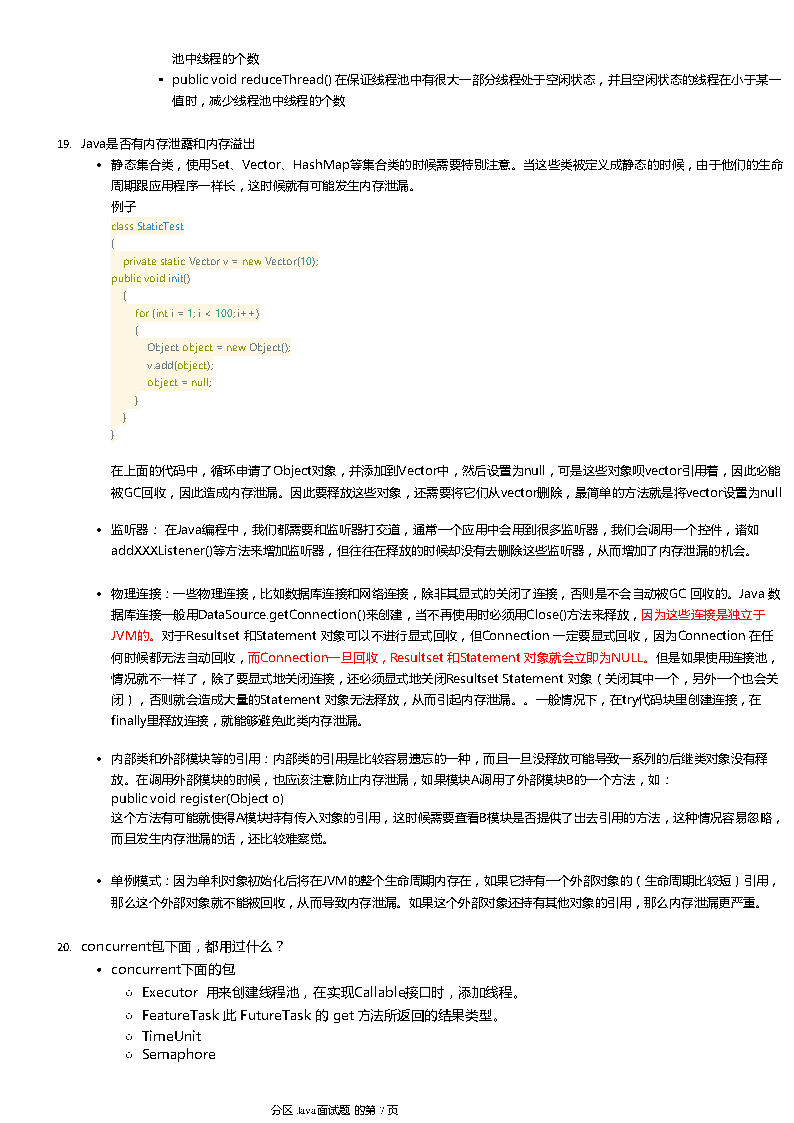 池中线程的个数
▪ public void reduceThread() 在保证线程池中有很大一部分线程处于空闲状态，并且空闲状态的线程在小于某一
值时，减少线程池中线程的个数
19. Java是否有内存泄露和内存溢出
• 静态集合类，使用Set、Vector、HashMap等集合类的时候需要特别注意。当这些类被定义成静态的时候，由于他们的生命
周期跟应用程序一样长，这时候就有可能发生内存泄漏。
例子
class StaticTest
{
private static Vector v = new Vector(10);
public void init()
{
for (int i = 1; i < 100; i++)
{
Object object = new Object();
v.add(object);
object = null;
}
}
}
在上面的代码中，循环申请了Object对象，并添加到Vector中，然后设置为null，可是这些对象呗vector引用着，因此必能
被GC回收，因此造成内存泄漏。因此要释放这些对象，还需要将它们从vector删除，最简单的方法就是将vector设置为null
• 监听器： 在Java编程中，我们都需要和监听器打交道，通常一个应用中会用到很多监听器，我们会调用一个控件，诸如
addXXXListener()等方法来增加监听器，但往往在释放的时候却没有去删除这些监听器，从而增加了内存泄漏的机会。
• 物理连接：一些物理连接，比如数据库连接和网络连接，除非其显式的关闭了连接，否则是不会自动被GC 回收的。Java 数
据库连接一般用DataSource.getConnection()来创建，当不再使用时必须用Close()方法来释放，因为这些连接是独立于
JVM的。对于Resultset 和Statement 对象可以不进行显式回收，但Connection 一定要显式回收，因为Connection 在任
何时候都无法自动回收，而Connection一旦回收，Resultset 和Statement 对象就会立即为NULL。但是如果使用连接池，
情况就不一样了，除了要显式地关闭连接，还必须显式地关闭Resultset Statement 对象（关闭其中一个，另外一个也会关
闭），否则就会造成大量的Statement 对象无法释放，从而引起内存泄漏。。一般情况下，在try代码块里创建连接，在
finally里释放连接，就能够避免此类内存泄漏。
• 内部类和外部模块等的引用：内部类的引用是比较容易遗忘的一种，而且一旦没释放可能导致一系列的后继类对象没有释
放。在调用外部模块的时候，也应该注意防止内存泄漏，如果模块A调用了外部模块B的一个方法，如：
public void register(Object o)
这个方法有可能就使得A模块持有传入对象的引用，这时候需要查看B模块是否提供了出去引用的方法，这种情况容易忽略，
而且发生内存泄漏的话，还比较难察觉。
• 单例模式：因为单利对象初始化后将在JVM的整个生命周期内存在，如果它持有一个外部对象的（生命周期比较短）引用，
那么这个外部对象就不能被回收，从而导致内存泄漏。如果这个外部对象还持有其他对象的引用，那么内存泄漏更严重。
20. concurrent包下面，都用过什么？
• concurrent下面的包
○ Executor 用来创建线程池，在实现Callable接口时，添加线程。
○ FeatureTask 此 FutureTask 的 get 方法所返回的结果类型。
○ TimeUnit
○ Semaphore
分区 Java面试题 的第 7 页